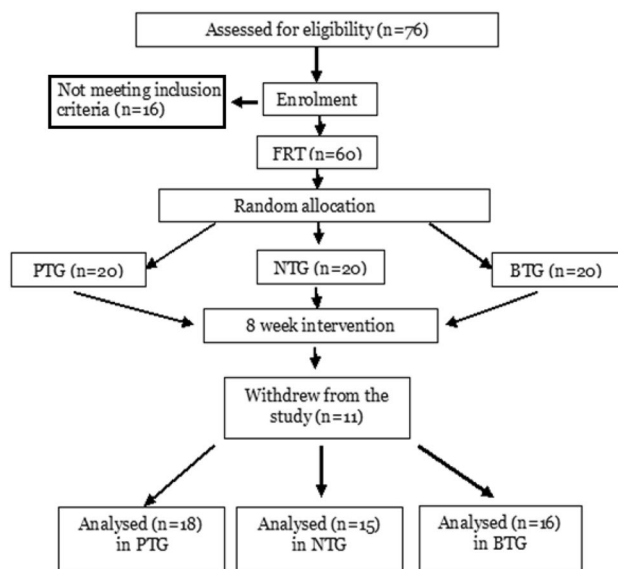 Assessed for eligibility (n=76)
Not meeting inclusion
criteria (n=16)
Enrolment
FRT (n=60)
Random allocation
PTG (n=20)
NTG (n=20)
BTG (n=20)
8 week intervention
Withdrew from the
study (n=11)
Analysed (n=18)
in PTG
Analysed (n=15)
in NTG
Analysed (n=16)
in BTG